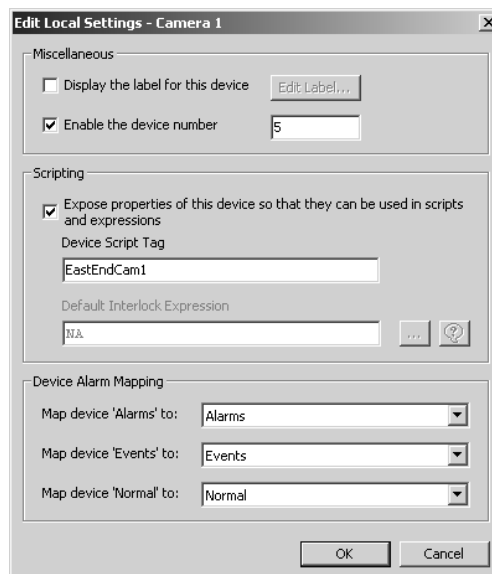 Edit Local Settings - Camera 1
Miscellaneous
Display the label for this device
Edit Label...
Enable the device number
5
Scripting
Expose properties of this device so that they can be used in scripts
and expressions
Device Script Tag
EastEndCam1
Default Interlock Expression
NA
...
?
Device Alarm Mapping
Map device 'Alarms' to:
Alarms
Map device 'Events' to:
Events
Map device 'Normal' to:
Normal
OK
Cancel